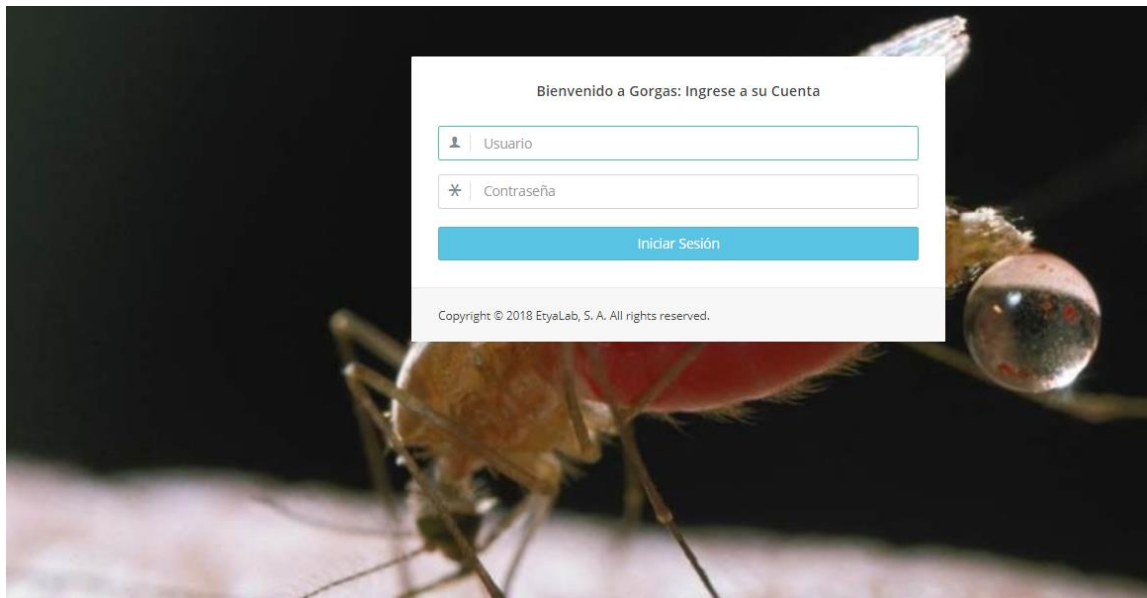 Bienvenido a Gorgas: Ingrese a su Cuenta
Usuario
Contraseña
Iniciar Sesión
Copyright © 2018 EtyaLab, S. A. All rights reserved.